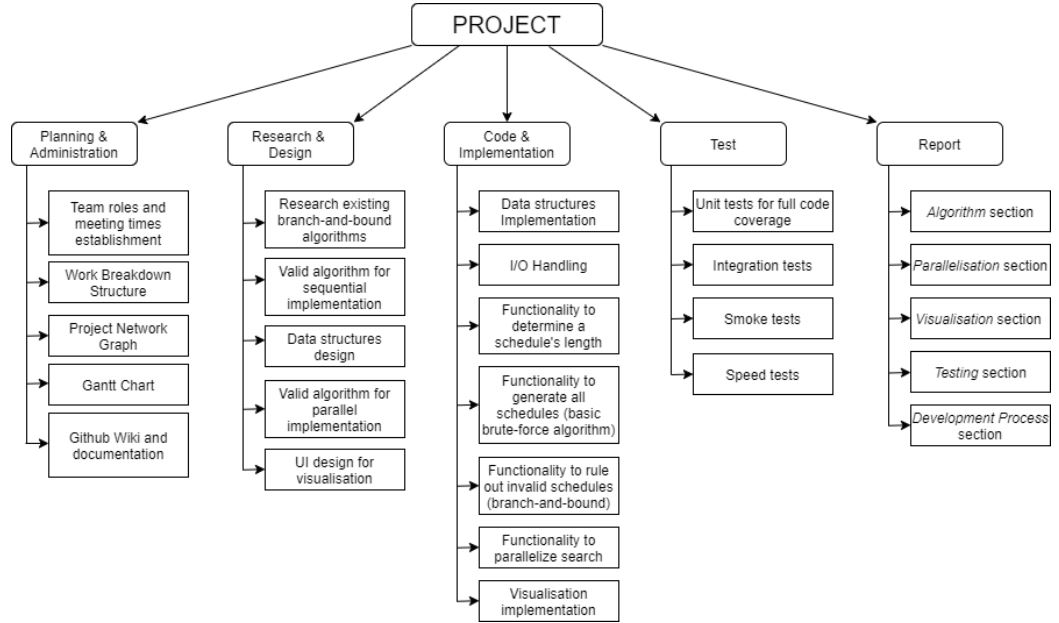 PROJECT
Planning &
Administration
Team roles and
meeting times
establishment
Work Breakdown
Structure
Project Network
Graph
Gantt Chart
Github Wiki and
documentation
Research &
Design
Research existing
branch-and-bound
algorithms
Valid algorithm for
sequential
implementation
Data structures
design
Valid algorithm for
parallel
implementation
UI design for
visualisation
Code &
Implementation
Data structures
Implementation
I/O Handling
Functionality to
determine a
schedule's length
Functionality to
generate all
schedules (basic
brute-force algorithm)
Functionality to rule
out invalid schedules
(branch-and-bound)
Functionality to
parallelize search
Visualisation
implementation
Test
Unit tests for full code
coverage
Integration tests
Smoke tests
Speed tests
Report
Algorithm section
Parallelisation section
Visualisation section
Testing section
Development Process
section